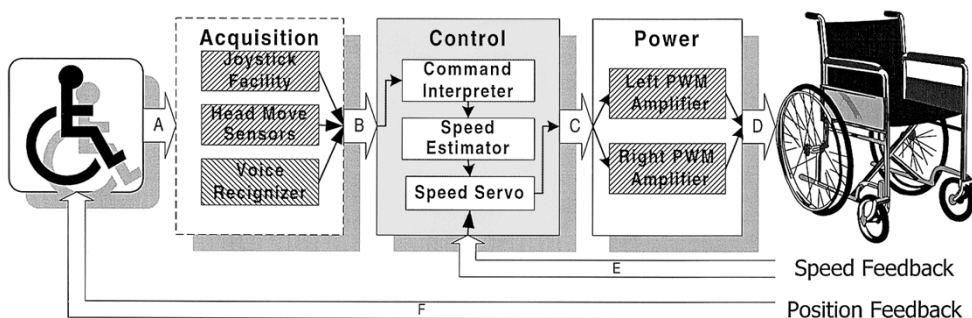 Acquisition
Joystick
Facility
Head Move
Sensors
Voice
Recignizer
Control
Command
Interpreter
Speed
Estimator
Speed Servo
Power
Left PWM
Amplifier
Right PWM
Amplifier
A
B
C
D
E
Speed Feedback
F
Position Feedback